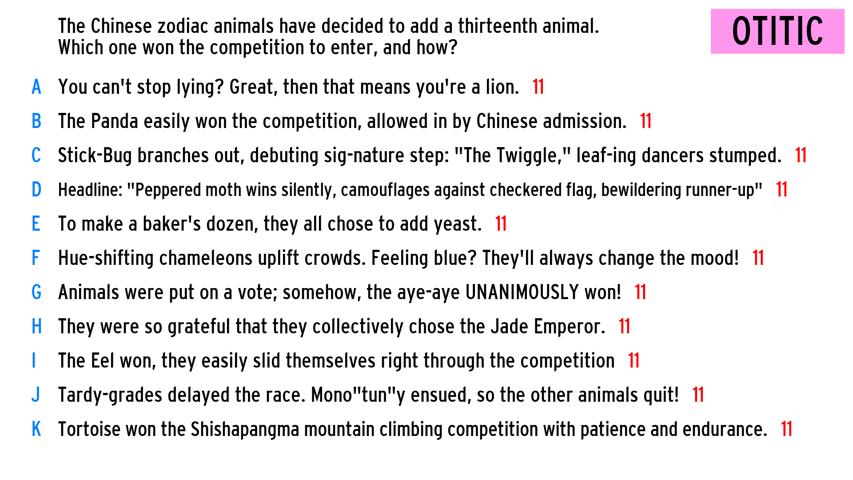 The Chinese zodiac animals have decided to add a thirteenth animal.
Which one won the competition to enter, and how?
OTITIC
A You can't stop lying? Great, then that means you're a lion. 11
B The Panda easily won the competition, allowed in by Chinese admission. 11
C Stick-Bug branches out, debuting sig-nature step: "The Twiggle," leaf-ing dancers stumped. 11
D Headline: "Peppered moth wins silently, camouflages against checkered flag, bewildering runner-up" 11
E To make a baker's dozen, they all chose to add yeast. 11
F Hue-shifting chameleons uplift crowds. Feeling blue? They'll always change the mood! 11
G Animals were put on a vote; somehow, the aye-aye UNANIMOUSLY won! 11
H They were so grateful that they collectively chose the Jade Emperor. 11
I The Eel won, they easily slid themselves right through the competition 11
J Tardy-grades delayed the race. Mono"tun"y ensued, so the other animals quit! 11
K Tortoise won the Shishapangma mountain climbing competition with patience and endurance. 11